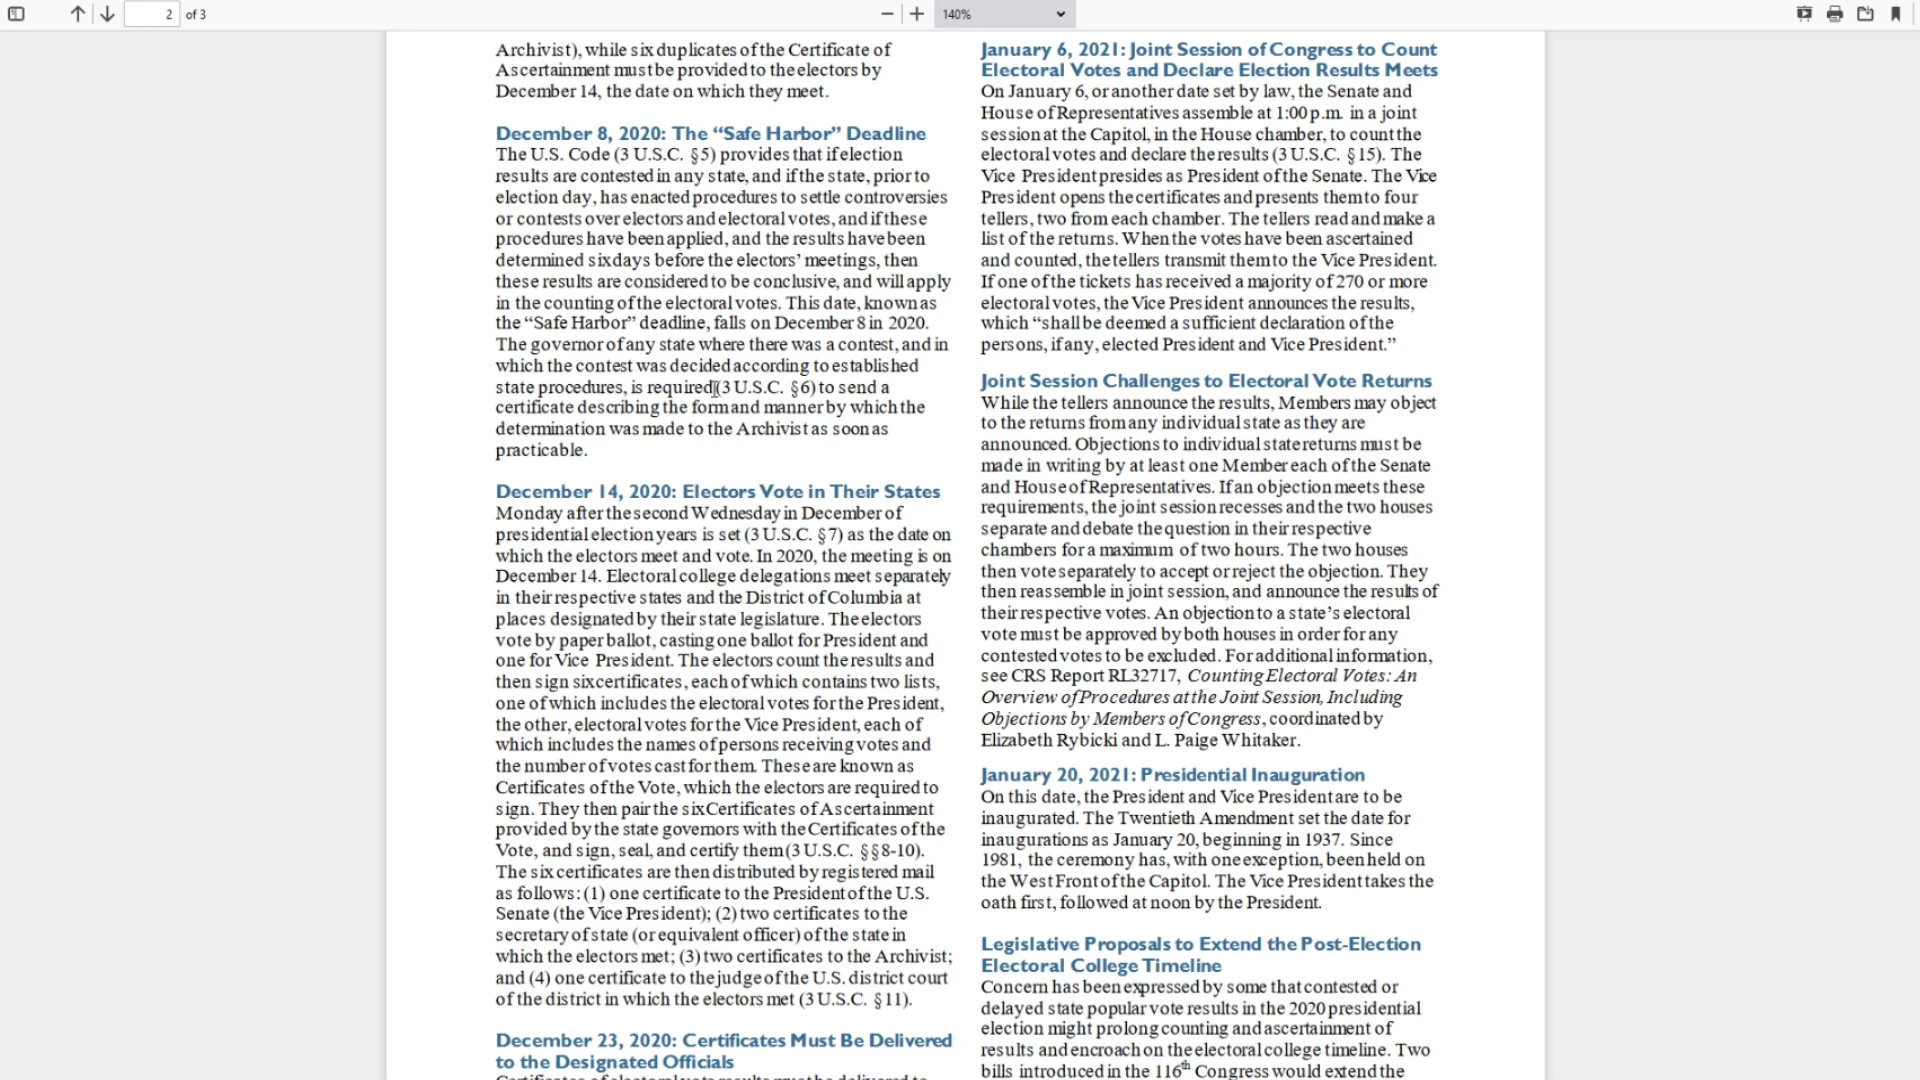 2
of 3
140%
Archivist), while six duplicates of the Certificate of
Ascertainment must be provided to the electors by
December 14, the date on which they meet.
December 8, 2020: The “Safe Harbor” Deadline
The U.S. Code (3 U.S.C. §5) provides that if election
results are contested in any state, and if the state, prior to
election day, has enacted procedures to settle controversies
or contests over electors and electoral votes, and if these
procedures have been applied, and the results have been
determined six days before the electors’ meetings, then
these results are considered to be conclusive, and will apply
in the counting of the electoral votes. This date, known as
the “Safe Harbor” deadline, falls on December 8 in 2020.
The governor of any state where there was a contest, and in
which the contest was decided according to established
state procedures, is required (3 U.S.C. §6) to send a
certificate describing the form and manner by which the
determination was made to the Archivist as soon as
practicable.
December 14, 2020: Electors Vote in Their States
Monday after the second Wednesday in December of
presidential election years is set (3 U.S.C. §7) as the date on
which the electors meet and vote. In 2020, the meeting is on
December 14. Electoral college delegations meet separately
in their respective states and the District of Columbia at
places designated by their state legislature. The electors
vote by paper ballot, casting one ballot for President and
one for Vice President. The electors count the results and
then sign six certificates, each of which contains two lists,
one of which includes the electoral votes for the President,
the other, electoral votes for the Vice President, each of
which includes the names of persons receiving votes and
the number of votes cast for them. These are known as
Certificates of the Vote, which the electors are required to
sign. They then pair the six Certificates of Ascertainment
provided by the state governors with the Certificates of the
Vote, and sign, seal, and certify them (3 U.S.C. §§8-10).
The six certificates are then distributed by registered mail
as follows: (1) one certificate to the President of the U.S.
Senate (the Vice President); (2) two certificates to the
secretary of state (or equivalent officer) of the state in
which the electors met; (3) two certificates to the Archivist;
and (4) one certificate to the judge of the U.S. district court
of the district in which the electors met (3 U.S.C. §11).
December 23, 2020: Certificates Must Be Delivered
to the Designated Officials
Certificates of electoral vote results must be delivered to
January 6, 2021: Joint Session of Congress to Count
Electoral Votes and Declare Election Results Meets
On January 6, or another date set by law, the Senate and
House of Representatives assemble at 1:00 p.m. in a joint
session at the Capitol, in the House chamber, to count the
electoral votes and declare the results (3 U.S.C. §15). The
Vice President presides as President of the Senate. The Vice
President opens the certificates and presents them to four
tellers, two from each chamber. The tellers read and make a
list of the returns. When the votes have been ascertained
and counted, the tellers transmit them to the Vice President.
If one of the tickets has received a majority of 270 or more
electoral votes, the Vice President announces the results,
which “shall be deemed a sufficient declaration of the
persons, if any, elected President and Vice President.”
Joint Session Challenges to Electoral Vote Returns
While the tellers announce the results, Members may object
to the returns from any individual state as they are
announced. Objections to individual state returns must be
made in writing by at least one Member each of the Senate
and House of Representatives. If an objection meets these
requirements, the joint session recesses and the two houses
separate and debate the question in their respective
chambers for a maximum of two hours. The two houses
then vote separately to accept or reject the objection. They
then reassemble in joint session, and announce the results of
their respective votes. An objection to a state’s electoral
vote must be approved by both houses in order for any
contested votes to be excluded. For additional information,
see CRS Report RL32717, Counting Electoral Votes: An
Overview of Procedures at the Joint Session, Including
Objections by Members of Congress, coordinated by
Elizabeth Rybicki and L. Paige Whitaker.
January 20, 2021: Presidential Inauguration
On this date, the President and Vice President are to be
inaugurated. The Twentieth Amendment set the date for
inaugurations as January 20, beginning in 1937. Since
1981, the ceremony has, with one exception, been held on
the West Front of the Capitol. The Vice President takes the
oath first, followed at noon by the President.
Legislative Proposals to Extend the Post-Election
Electoral College Timeline
Concern has been expressed by some that contested or
delayed state popular vote results in the 2020 presidential
election might prolong counting and ascertainment of
results and encroach on the electoral college timeline. Two
bills introduced in the 116th Congress would extend the